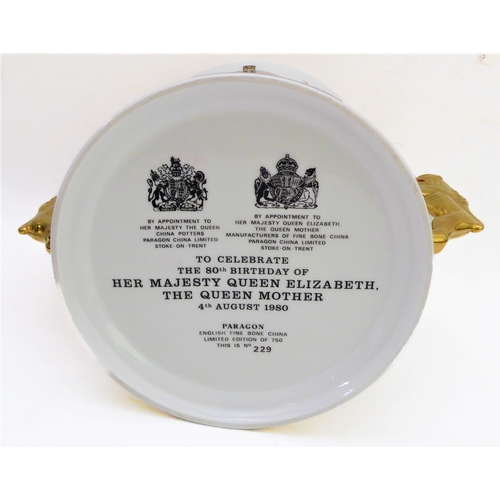 BY APPOINTMENT TO
HER MAJESTY THE QUEEN
CHINA POTTERS
PARAGON CHINA LIMITED
STOKE-ON-TRENT
BY APPOINTMENT TO
HER MAJESTY QUEEN ELIZABETH,
THE QUEEN MOTHER
MANUFACTURERS OF FINE BONE CHINA
PARAGON CHINA LIMITED
STOKE-ON-TRENT
TO CELEBRATE
THE 80th BIRTHDAY OF
HER MAJESTY QUEEN ELIZABETH,
THE QUEEN MOTHER
4th AUGUST 1980
PARAGON
ENGLISH FINE BONE CHINA
LIMITED EDITION OF 750
THIS IS No 229